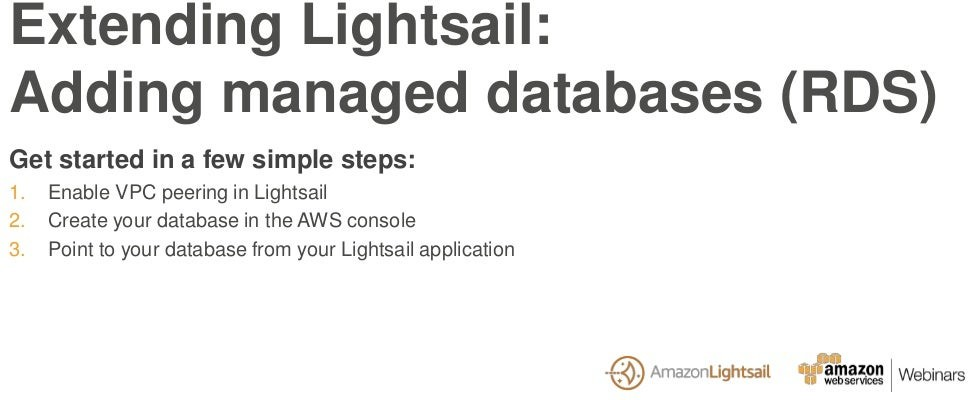 Extending Lightsail:
Adding managed databases (RDS)
Get started in a few simple steps:
1. Enable VPC peering in Lightsail
2. Create your database in the AWS console
3. Point to your database from your Lightsail application
AmazonLightsail
amazon
webservices
Webinars